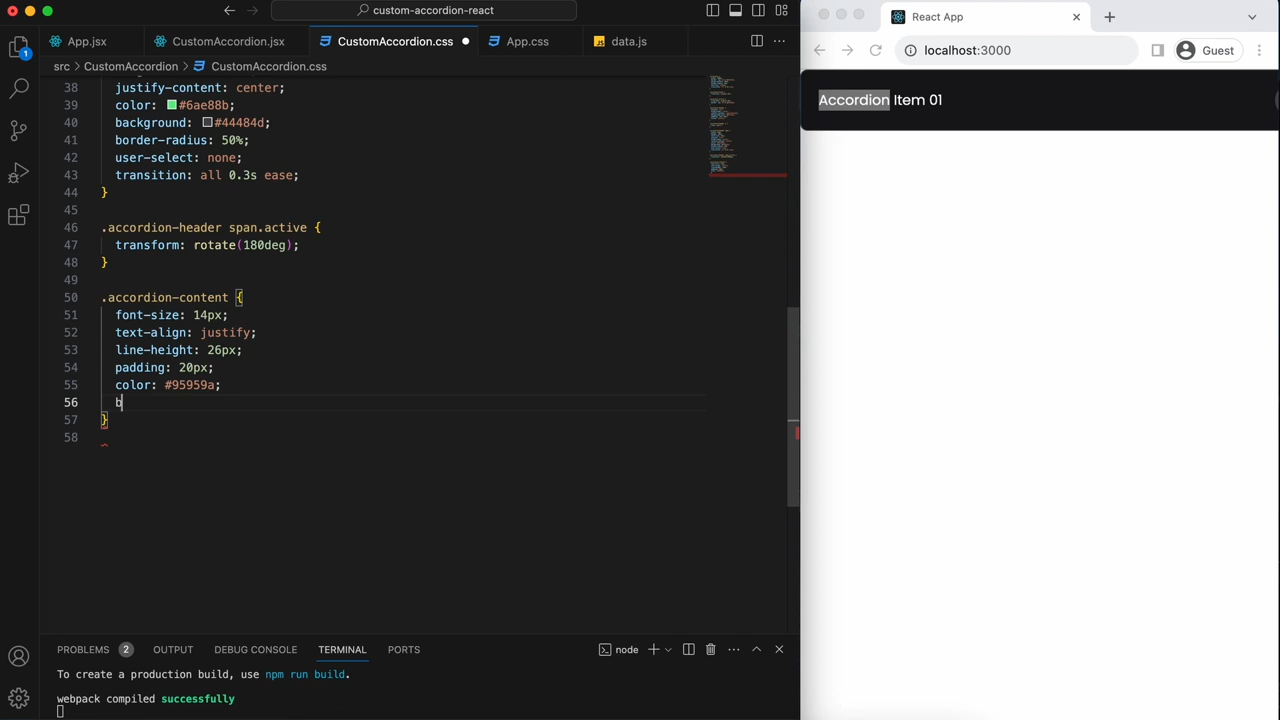 custom-accordion-react
App.jsx
CustomAccordion.jsx
CustomAccordion.css
App.css
data.js
src > CustomAccordion > CustomAccordion.css
38 justify-content: center;
39 color: #6ae88b;
40 background: #44484d;
41 border-radius: 50%;
42 user-select: none;
43 transition: all 0.3s ease;
44 }
45
46 .accordion-header span.active {
47 transform: rotate(180deg);
48 }
49
50 .accordion-content {
51 font-size: 14px;
52 text-align: justify;
53 line-height: 26px;
54 padding: 20px;
55 color: #95959a;
56 b
57 }
58
1
PROBLEMS 2 OUTPUT DEBUG CONSOLE TERMINAL PORTS
node
To create a production build, use npm run build.
webpack compiled successfully
React App
localhost:3000
Guest
Accordion Item 01